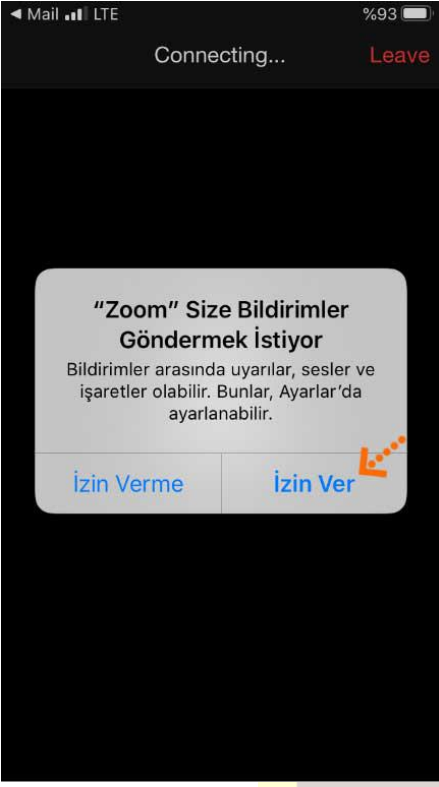 Mail LTE %93
Connecting... Leave
“Zoom” Size Bildirimler
Göndermek İstiyor
Bildirimler arasında uyarılar, sesler ve
işaretler olabilir. Bunlar, Ayarlar’da
ayarlanabilir.
İzin Verme İzin Ver